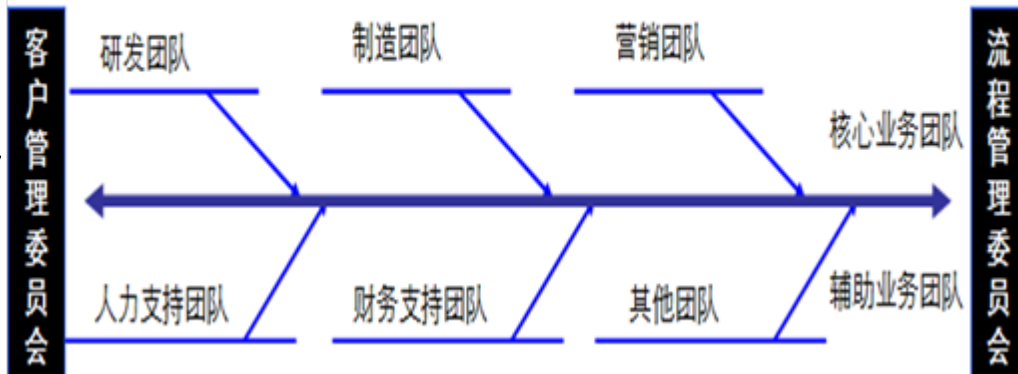 客户管理委员会
研发团队
制造团队
营销团队
核心业务团队
人力支持团队
财务支持团队
其他团队
辅助业务团队
流程管理委员会